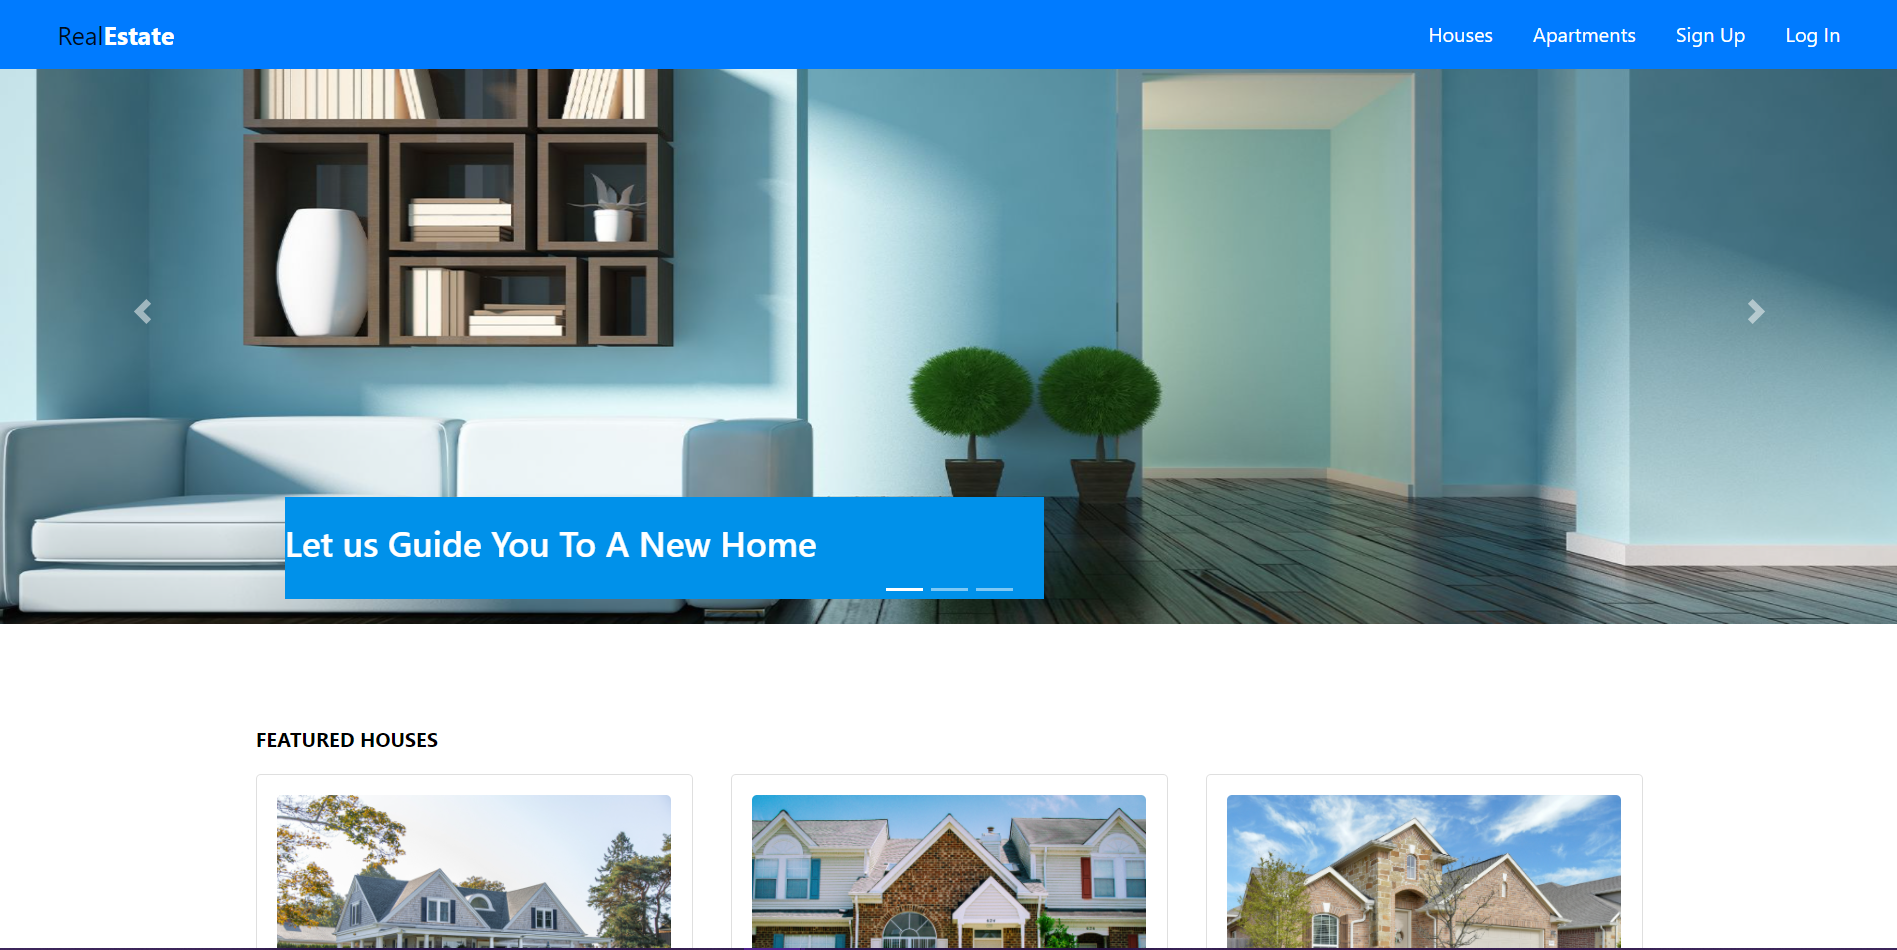 RealEstate
Houses Apartments Sign Up Log In
Let us Guide You To A New Home
FEATURED HOUSES